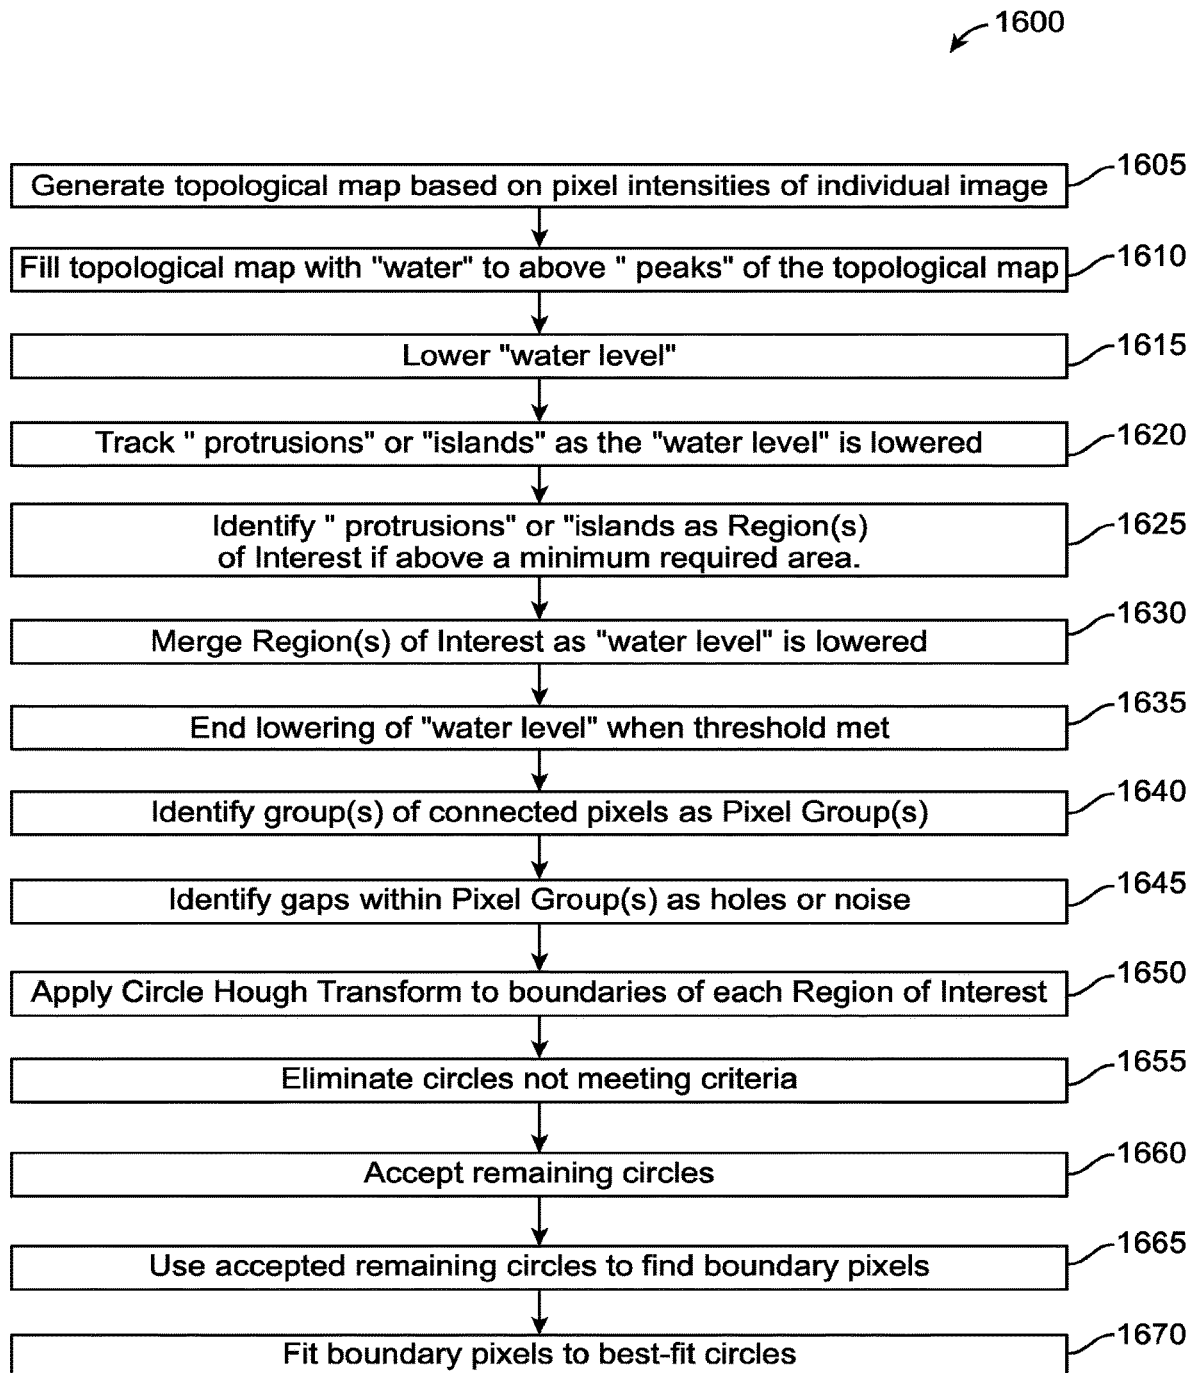 1600
Generate topological map based on pixel intensities of individual image
1605
Fill topological map with "water" to above " peaks" of the topological map
1610
Lower "water level"
1615
Track " protrusions" or "islands" as the "water level" is lowered
1620
Identify " protrusions" or "islands as Region(s)
of Interest if above a minimum required area.
1625
Merge Region(s) of Interest as "water level" is lowered
1630
End lowering of "water level" when threshold met
1635
Identify group(s) of connected pixels as Pixel Group(s)
1640
Identify gaps within Pixel Group(s) as holes or noise
1645
Apply Circle Hough Transform to boundaries of each Region of Interest
1650
Eliminate circles not meeting criteria
1655
Accept remaining circles
1660
Use accepted remaining circles to find boundary pixels
1665
Fit boundary pixels to best-fit circles
1670